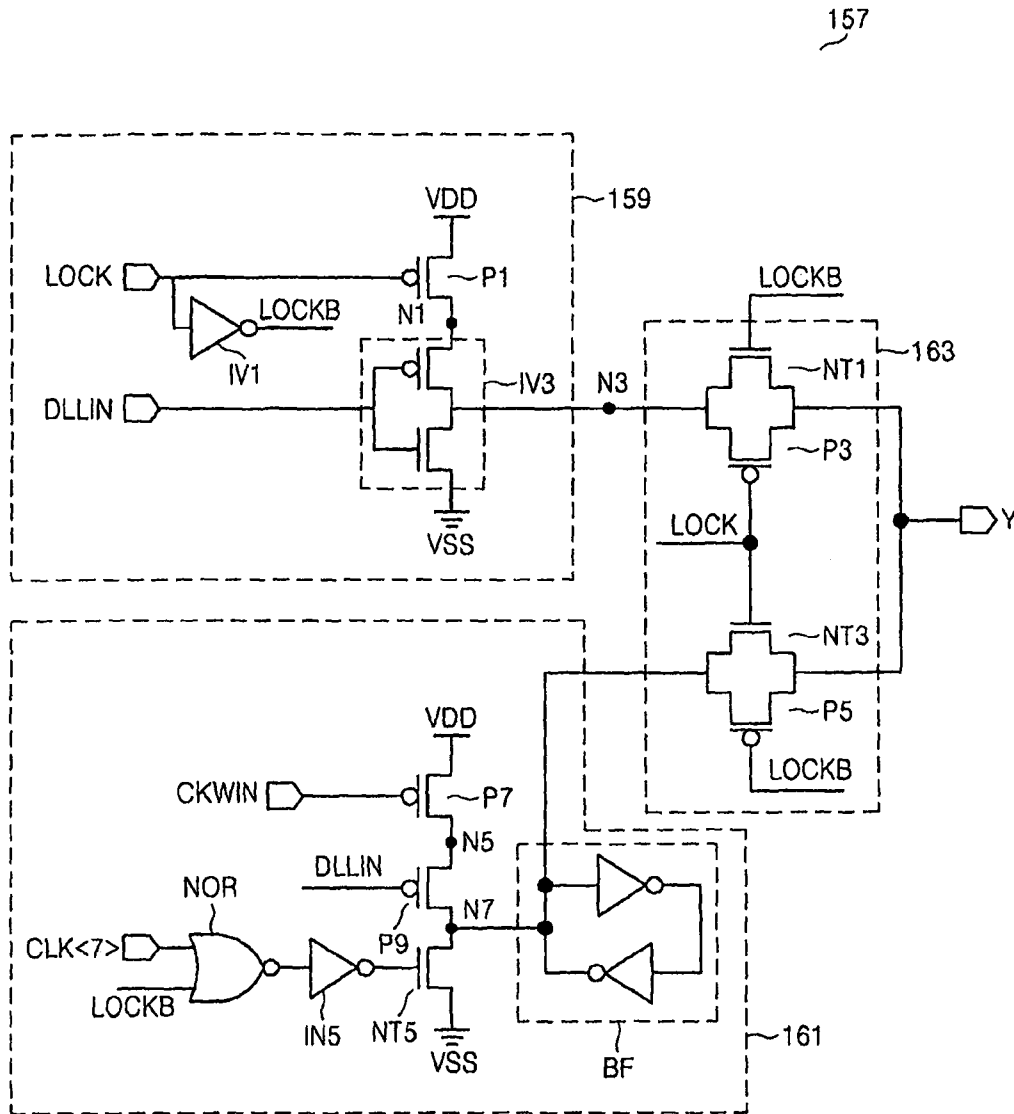 157
159
VDD
LOCK
P1
LOCKB
N1
IV1
IV3
DLLIN
VSS
N3
LOCKB
163
NT1
P3
LOCK
Y
NT3
P5
LOCKB
VDD
CKWIN
P7
N5
DLLIN
NOR
P9
N7
CLK<7>
LOCKB
IN5
NT5
VSS
BF
161